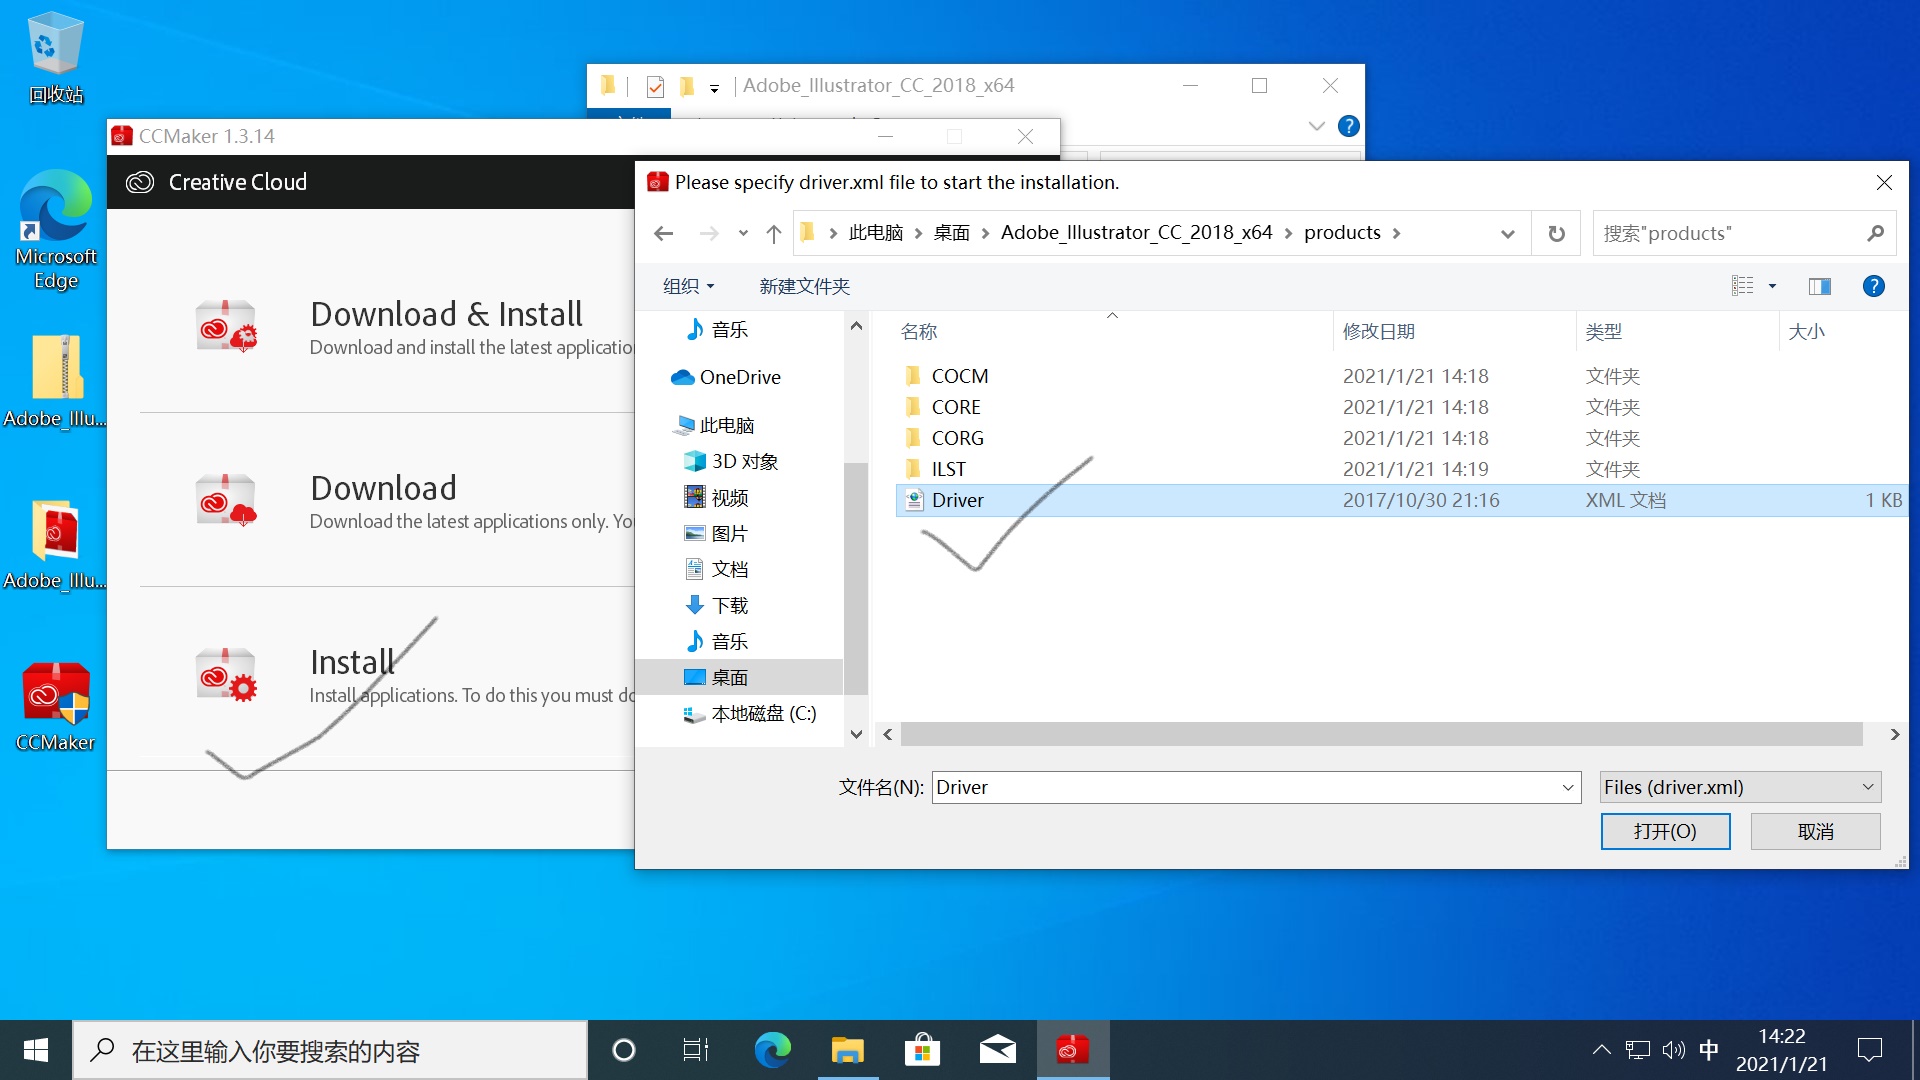 回收站
Microsoft
Edge
Adobe_Illu...
Adobe_Illu...
CCMaker
Adobe_Illustrator_CC_2018_x64
CCMaker 1.3.14
Creative Cloud
Download & Install
Download and install the latest applicatio
Download
Download the latest applications only. Yo
Install
Install applications. To do this you must do
Please specify driver.xml file to start the installation.
此电脑 > 桌面 > Adobe_Illustrator_CC_2018_x64 > products >
搜索"products"
组织
新建文件夹
音乐
OneDrive
此电脑
3D 对象
视频
图片
文档
下载
音乐
桌面
本地磁盘 (C:)
名称 修改日期 类型 大小
COCM 2021/1/21 14:18 文件夹
CORE 2021/1/21 14:18 文件夹
CORG 2021/1/21 14:18 文件夹
ILST 2021/1/21 14:19 文件夹
Driver 2017/10/30 21:16 XML 文档 1 KB
文件名(N): Driver
Files (driver.xml)
打开(O)
取消
在这里输入你要搜索的内容
中
14:22
2021/1/21